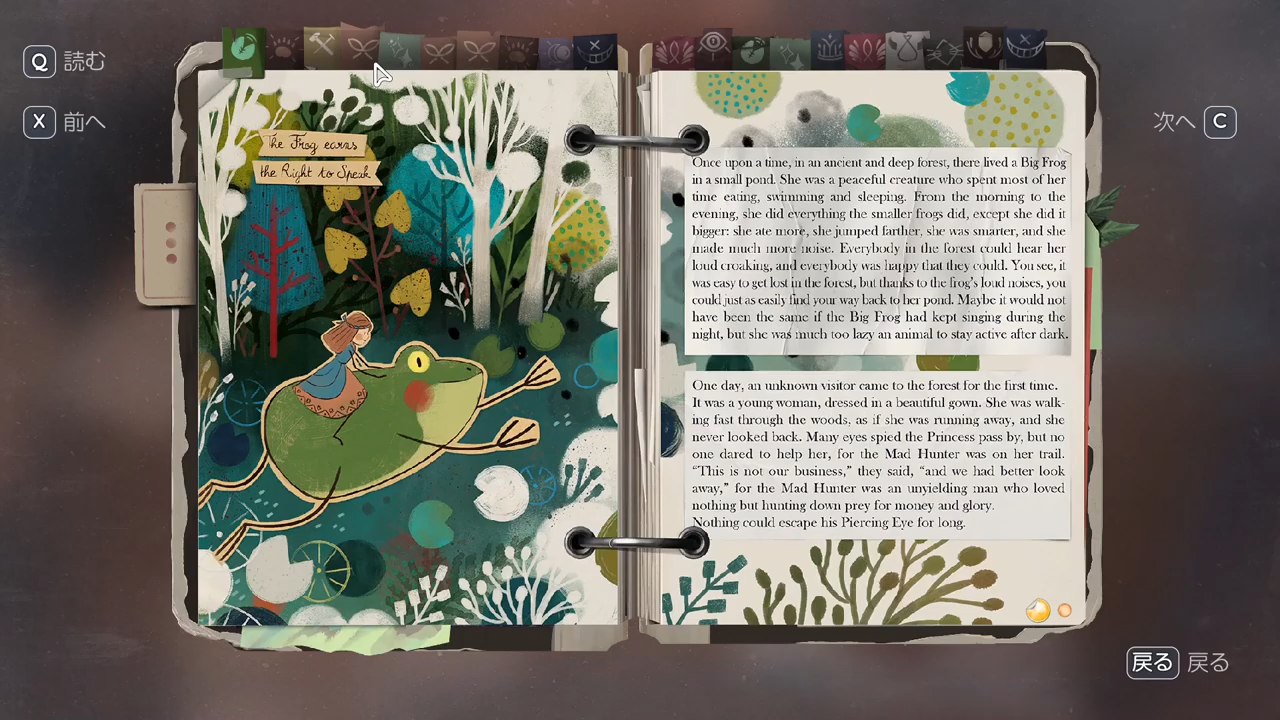 Q 読む
X 前へ
The Frog earns
the Right to Speak
Once upon a time, in an ancient and deep forest, there lived a Big Frog
in a small pond. She was a peaceful creature who spent most of her
time eating, swimming and sleeping. From the morning to the
evening, she did everything the smaller frogs did, except she did it
bigger: she ate more, she jumped farther, she was smarter, and she
made much more noise. Everybody in the forest could hear her
loud croaking, and everybody was happy that they could. You see, it
was easy to get lost in the forest, but thanks to the frog's loud noises, you
could just as easily find your way back to her pond. Maybe it would not
have been the same if the Big Frog had kept singing during the
night, but she was much too lazy an animal to stay active after dark.
One day, an unknown visitor came to the forest for the first time.
It was a young woman, dressed in a beautiful gown. She was walk-
ing fast through the woods, as if she was running away, and she
never looked back. Many eyes spied the Princess pass by, but no
one dared to help her, for the Mad Hunter was on her trail.
“This is not our business,” they said, “and we had better look
away,” for the Mad Hunter was an unyielding man who loved
nothing but hunting down prey for money and glory.
Nothing could escape his Piercing Eye for long.
次へ C
戻る 戻る